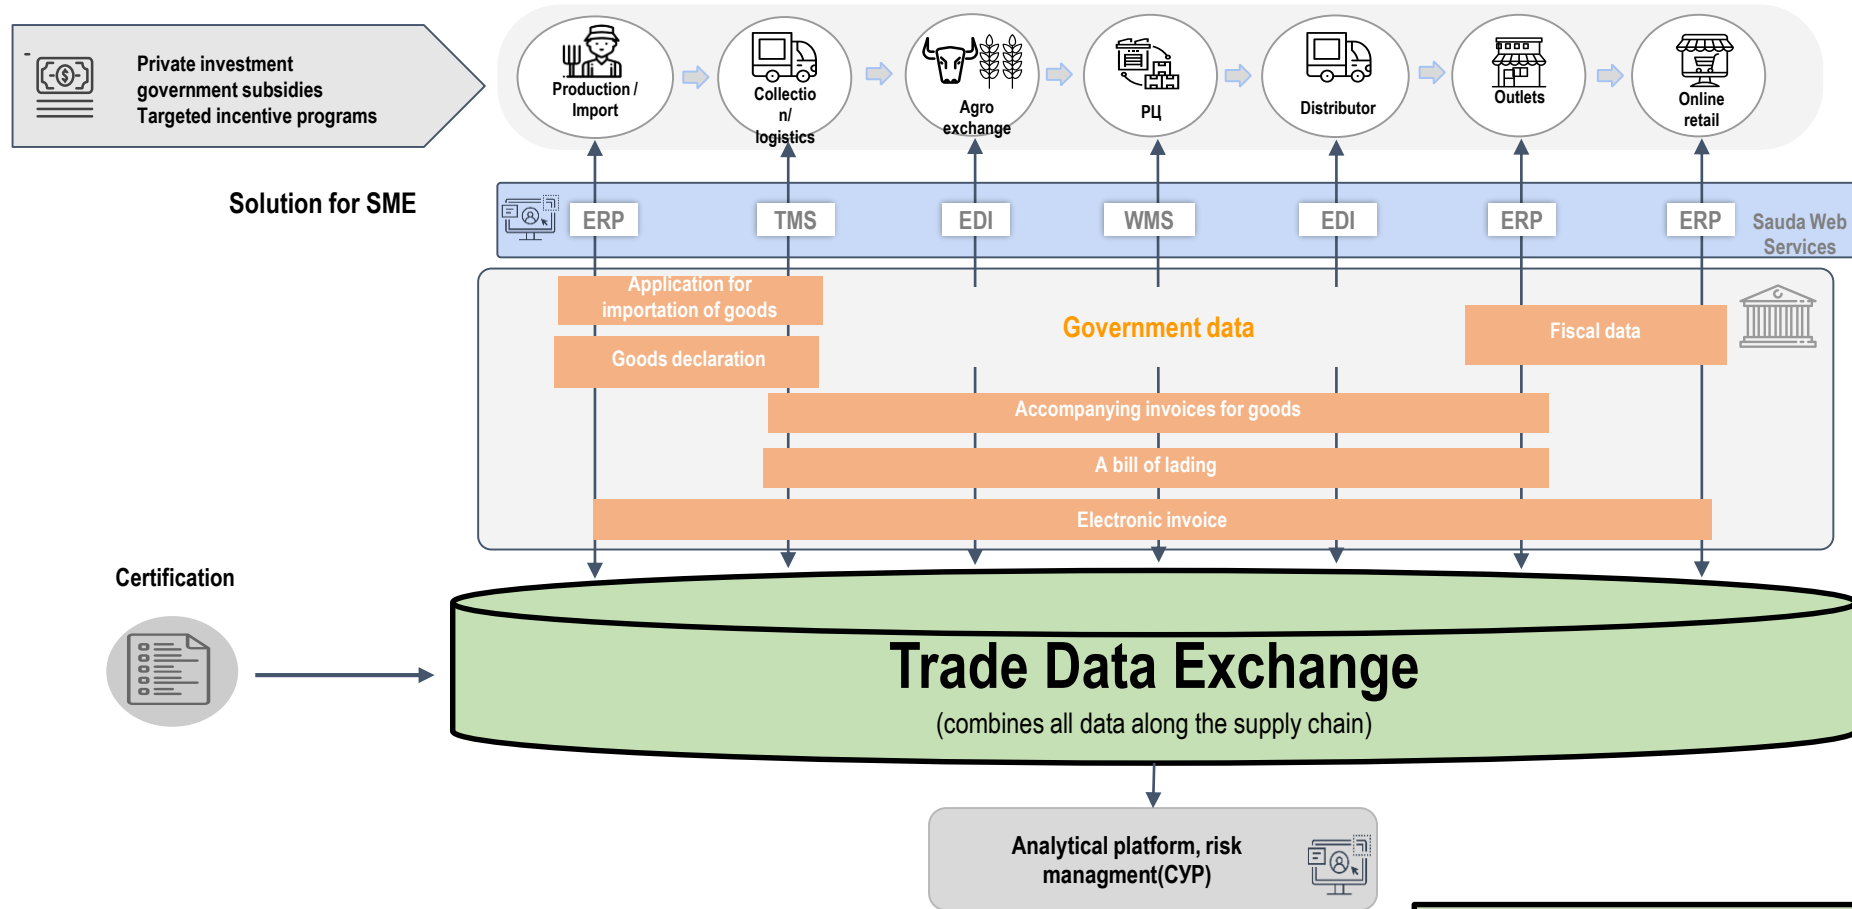 Private investment
government subsidies
Targeted incentive programs
Production /
Import
Collectio
n/
logistics
Agro
exchange
РЦ
Distributor
Outlets
Online
retail
Solution for SME
ERP
TMS
EDI
WMS
EDI
ERP
ERP
Sauda Web
Services
Application for
importation of goods
Goods declaration
Government data
Fiscal data
Accompanying invoices for goods
A bill of lading
Electronic invoice
Certification
Trade Data Exchange
(combines all data along the supply chain)
Analytical platform, risk
managment(СУР)